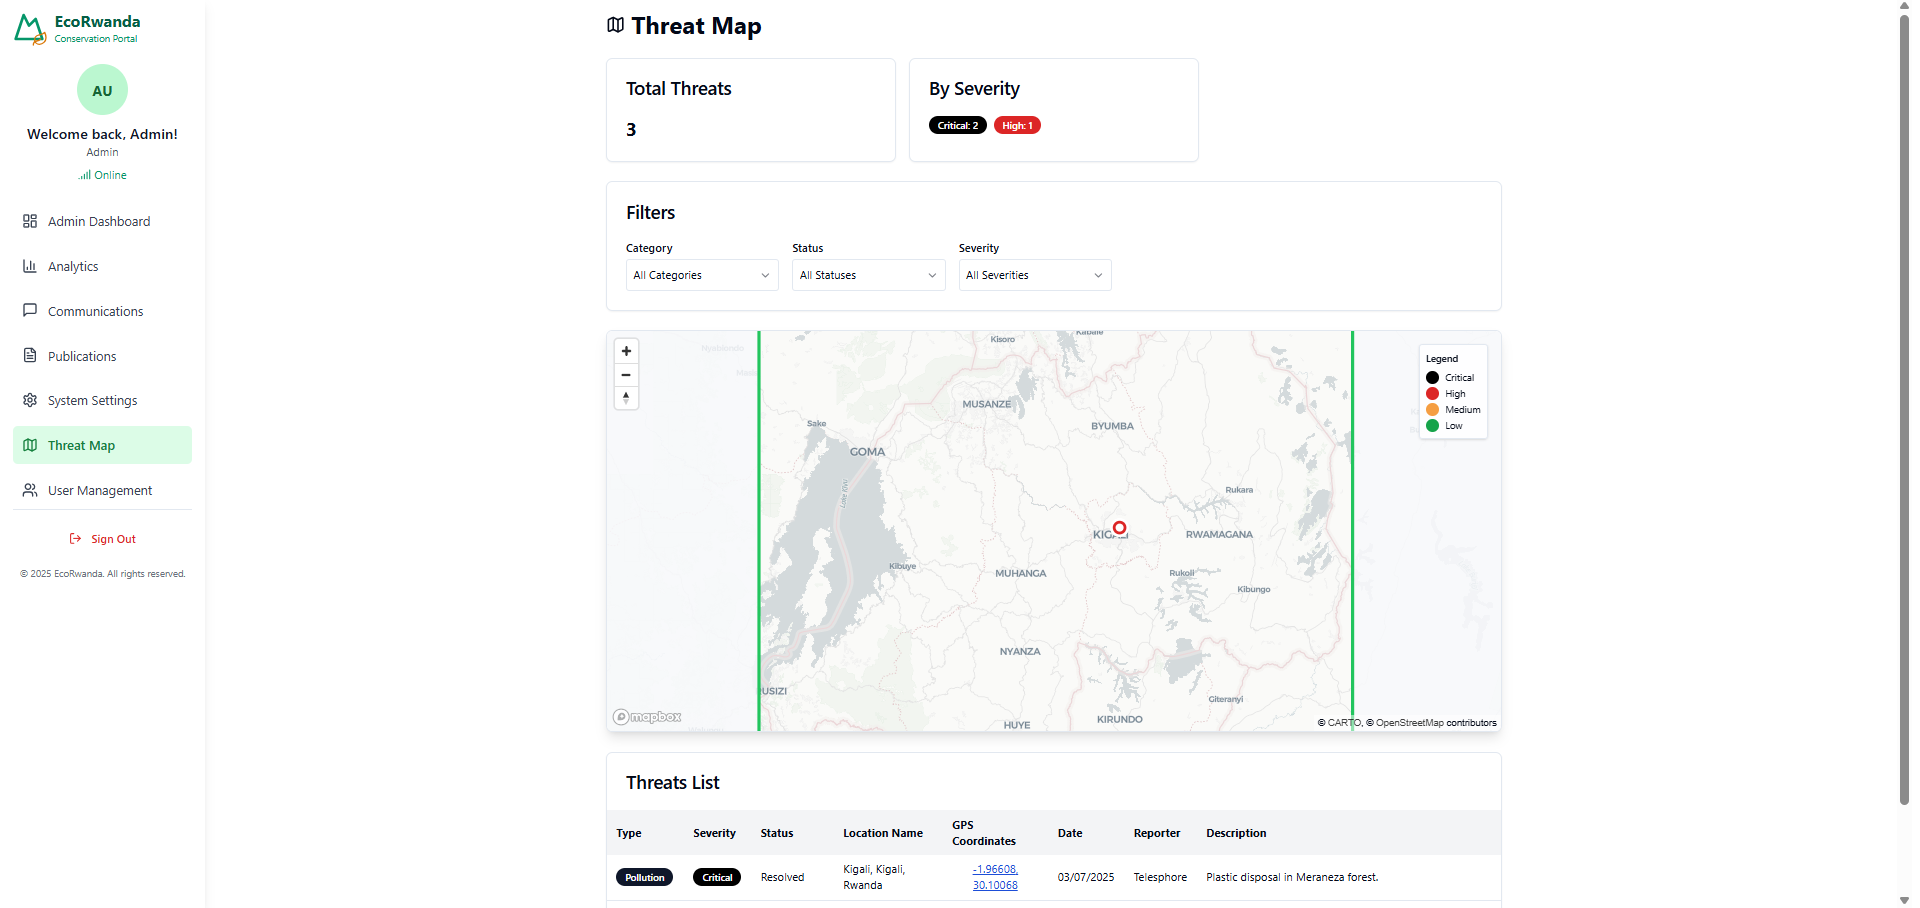 EcoRwanda
Conservation Portal
AU
Welcome back, Admin!
Admin
Online
Admin Dashboard
Analytics
Communications
Publications
System Settings
Threat Map
User Management
Sign Out
© 2025 EcoRwanda. All rights reserved.
Threat Map
Total Threats
3
By Severity
Critical: 2 High: 1
Filters
Category Status Severity
All Categories All Statuses All Severities
Kisoro
Kabale
MUSANZE
BYUMBA
Sake
GOMA
Rukara
KIGALI
RWAMAGANA
Kibuye
MUHANGA
Rukoli
Kibungo
NYANZA
USIZI
Giteranyi
HUYE
KIRUNDO
Legend
Critical
High
Medium
Low
mapbox
© CARTO, © OpenStreetMap contributors
Threats List
Type Severity Status Location Name GPS Coordinates Date Reporter Description
Pollution Critical Resolved Kigali, Kigali, Rwanda -1.96608, 30.10068 03/07/2025 Telesphore Plastic disposal in Meraneza forest.